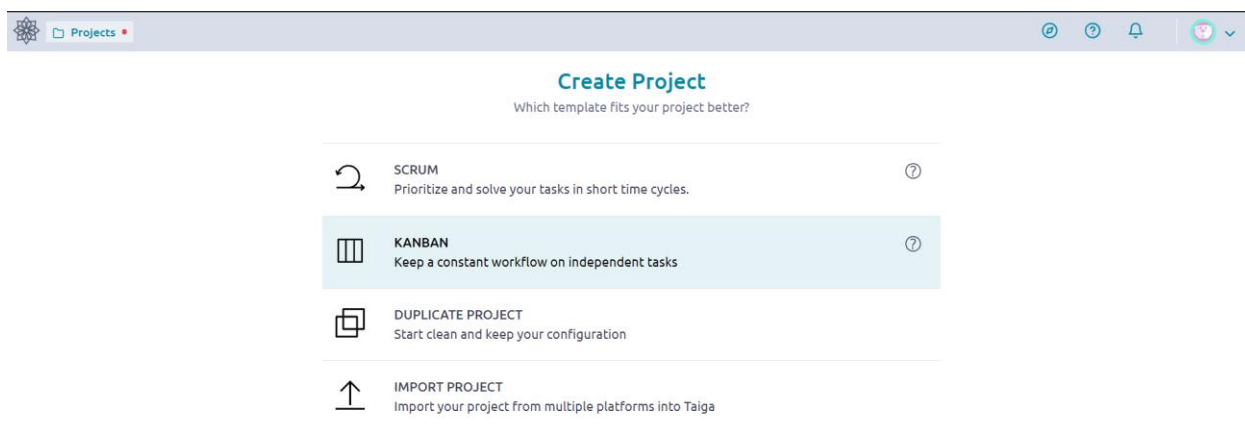 Projects
Create Project
Which template fits your project better?
SCRUM
Prioritize and solve your tasks in short time cycles.
KANBAN
Keep a constant workflow on independent tasks
DUPLICATE PROJECT
Start clean and keep your configuration
IMPORT PROJECT
Import your project from multiple platforms into Taiga